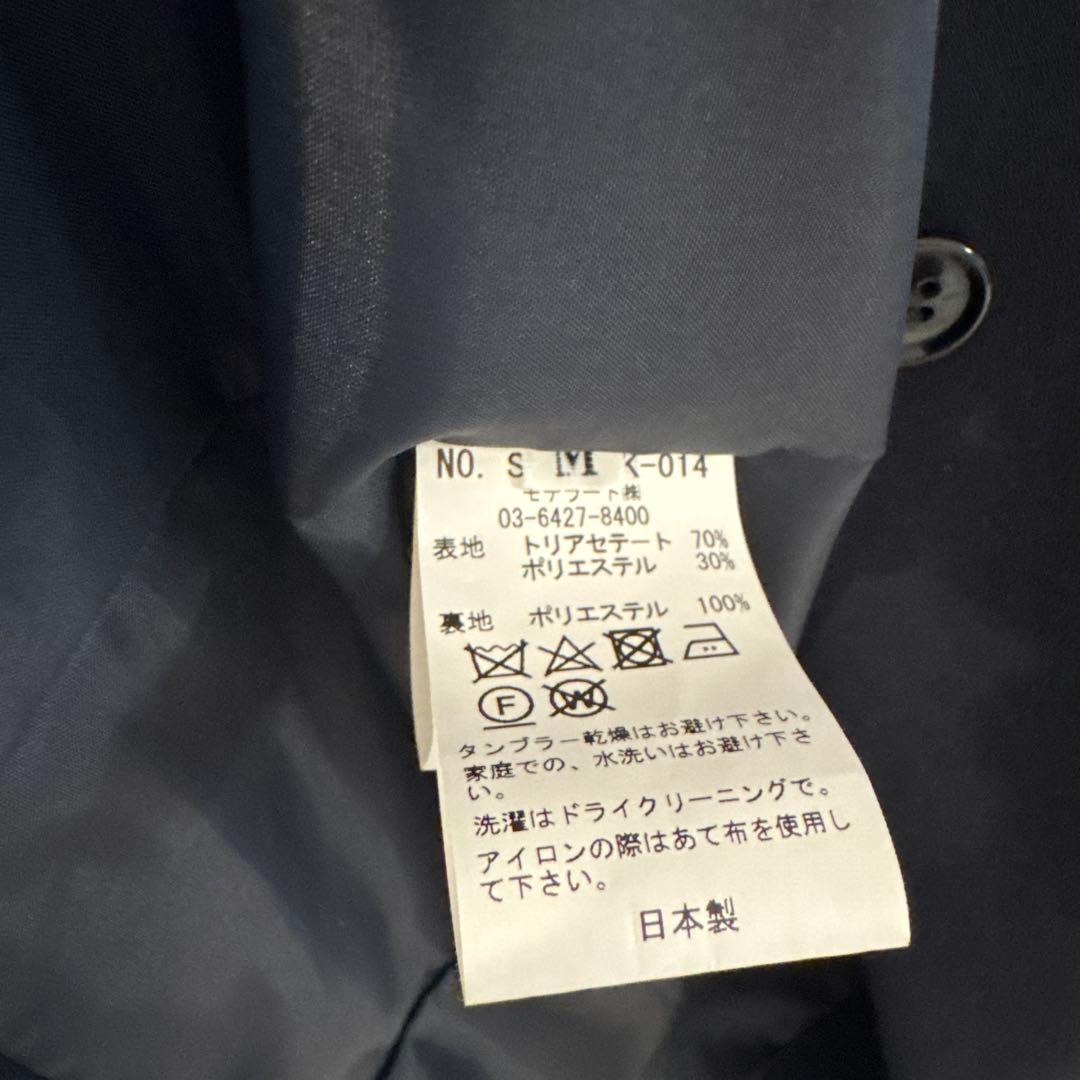 NO. S M K-014
モデラート㈱
03-6427-8400
表地 トリアセテート 70%
ポリエステル 30%
裏地 ポリエステル 100%
F W
タンブラー乾燥はお避け下さい。
家庭での、水洗いはお避け下さ
い。
洗濯はドライクリーニングで。
アイロンの際はあて布を使用し
て下さい。
日本製